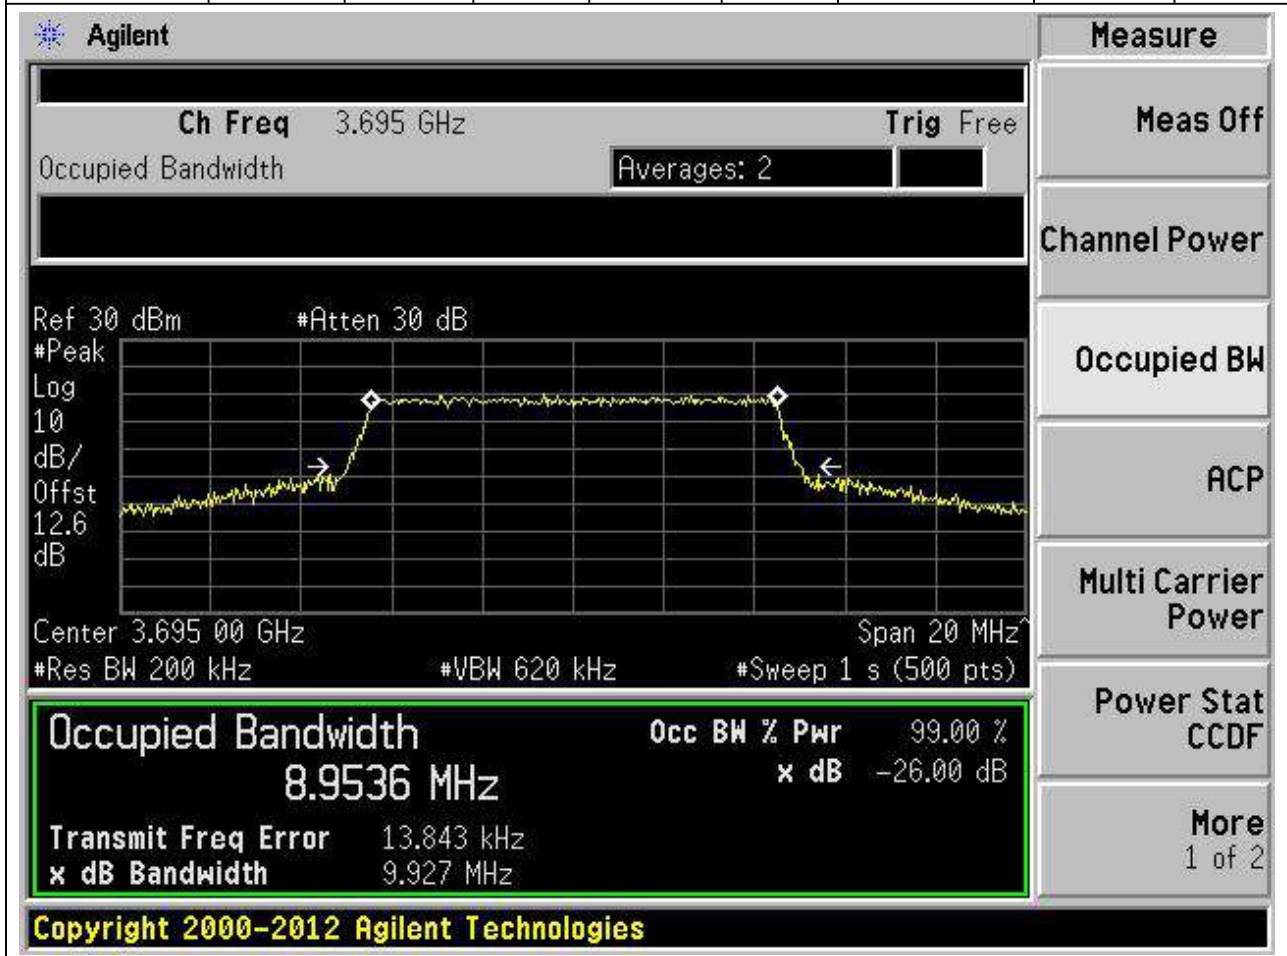 Agilent
Measure
Ch Freq 3.695 GHz Trig Free
Occupied Bandwidth Averages: 2
Meas Off
Channel Power
Occupied BW
ACP
Multi Carrier
Power
Power Stat
CCDF
More
1 of 2
Ref 30 dBm #Atten 30 dB
#Peak
Log
10
dB/
Offst
12.6
dB
Center 3.695 00 GHz Span 20 MHz^
#Res BW 200 kHz #VBW 620 kHz #Sweep 1 s (500 pts)
Occupied Bandwidth Occ BW % Pwr 99.00 %
8.9536 MHz x dB -26.00 dB
Transmit Freq Error 13.843 kHz
x dB Bandwidth 9.927 MHz
Copyright 2000-2012 Agilent Technologies